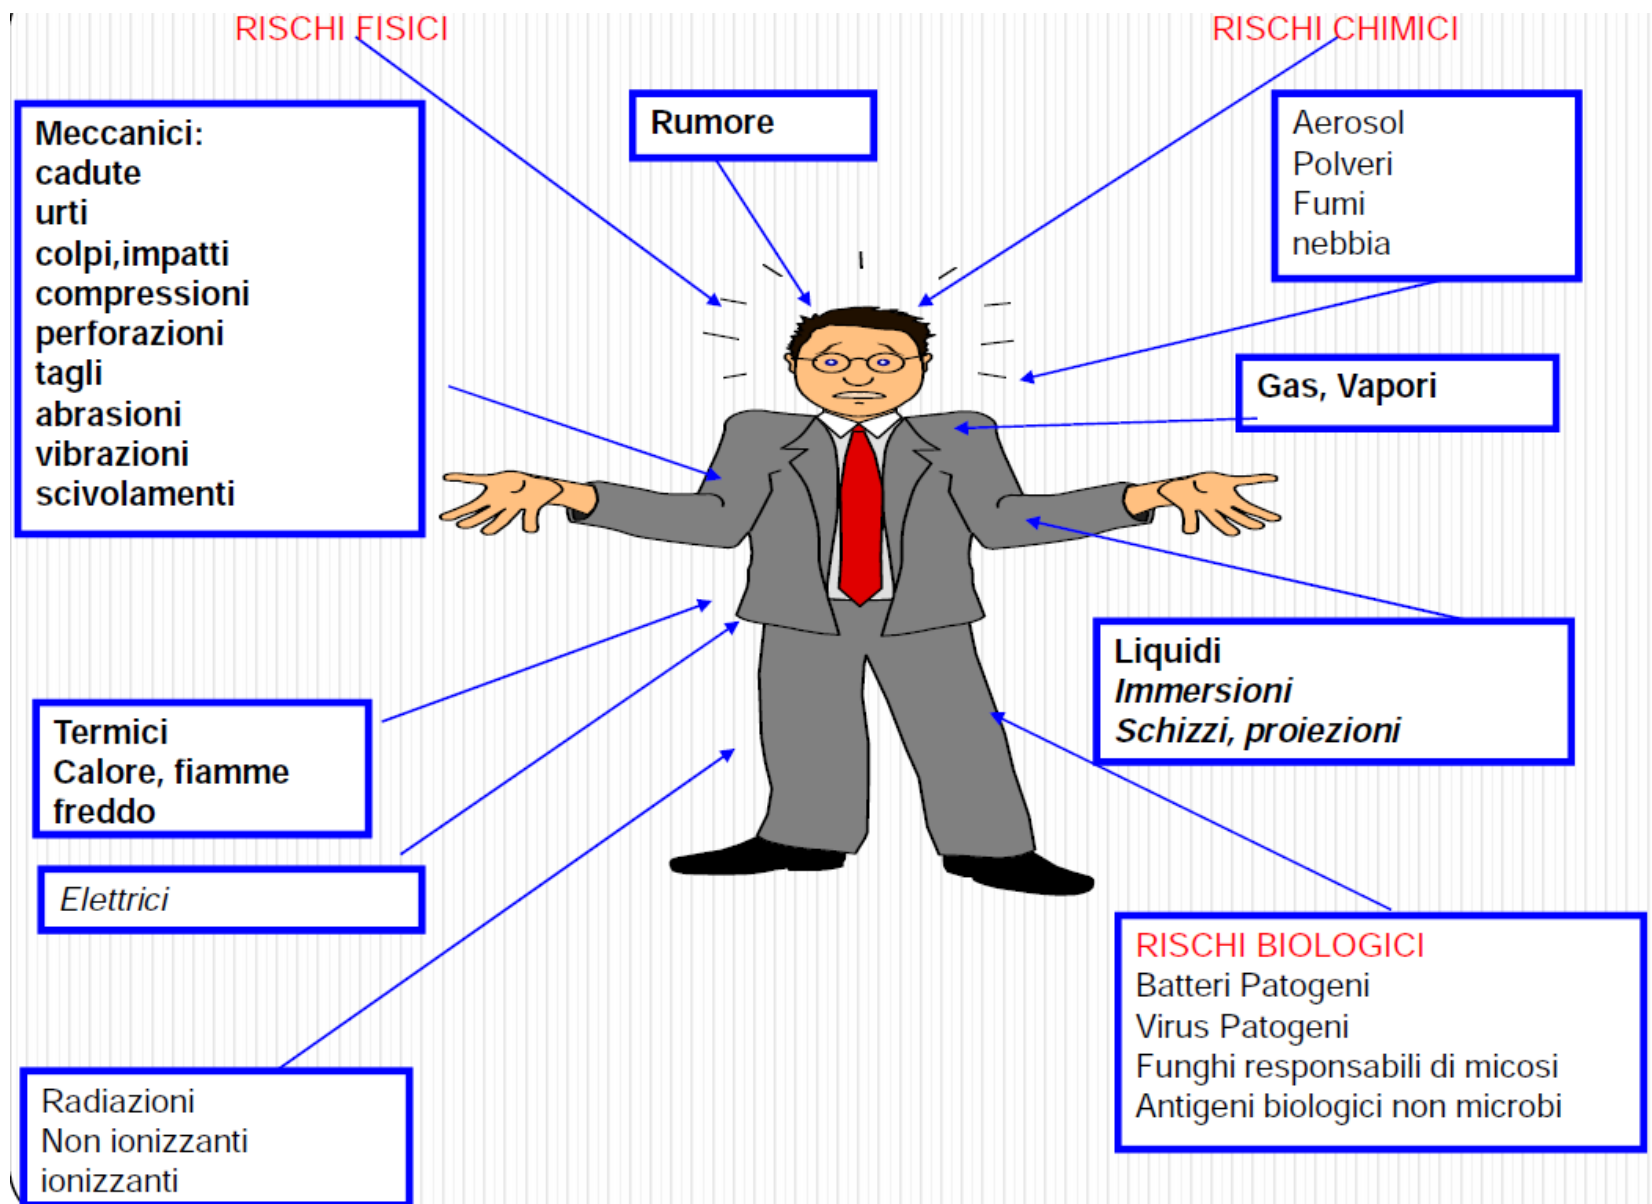 RISCHI FISICI
RISCHI CHIMICI
Meccanici:
cadute
urti
colpi,impatti
compressioni
perforazioni
tagli
abrasioni
vibrazioni
scivolamenti
Rumore
Aerosol
Polveri
Fumi
nebbia
Gas, Vapori
Liquidi
Immersioni
Schizzi, proiezioni
Termici
Calore, fiamme
freddo
Elettrici
Radiazioni
Non ionizzanti
ionizzanti
RISCHI BIOLOGICI
Batteri Patogeni
Virus Patogeni
Funghi responsabili di micosi
Antigeni biologici non microbi